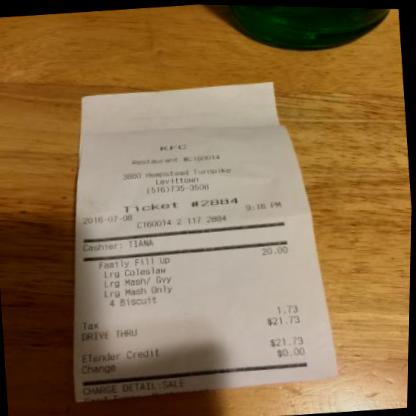 KFC
Restaurant #C160014
3800 Hempstead Turnpike
Levittown
(516)735-3500
Ticket #2884
2016-07-08 9:16 PM
C160014 2 117 2884
Cashier: TIANA
Family Fill Up 20.00
Lrg Coleslaw
Lrg Mash/ Gvy
Lrg Mash Only
4 Biscuit
Tax 1.73
DRIVE THRU $21.73
ETender Credit $21.73
Change $0.00
CHARGE DETAIL:SALE